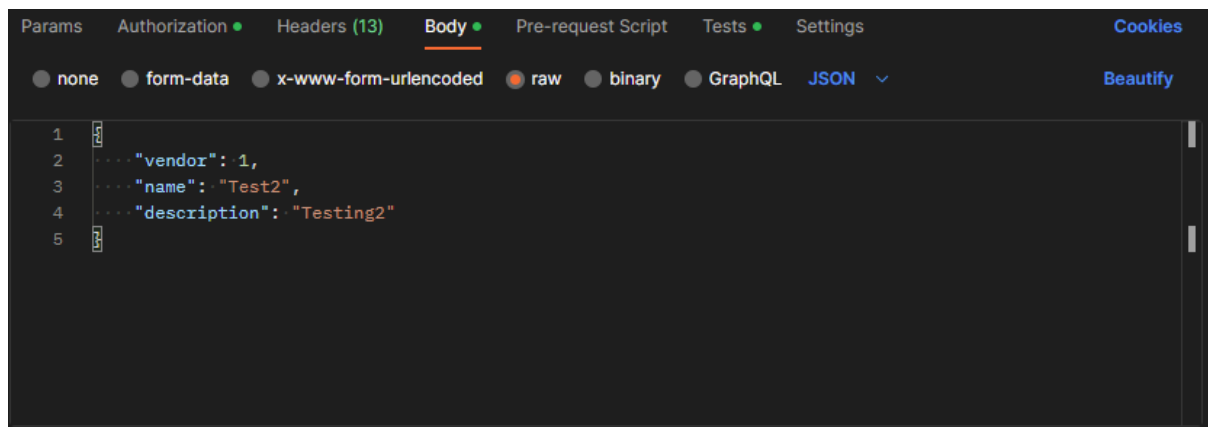 Params Authorization Headers (13) Body Pre-request Script Tests Settings Cookies
none form-data x-www-form-urlencoded raw binary GraphQL JSON Beautify
1 {
2 "vendor": 1,
3 "name": "Test2",
4 "description": "Testing2"
5 }